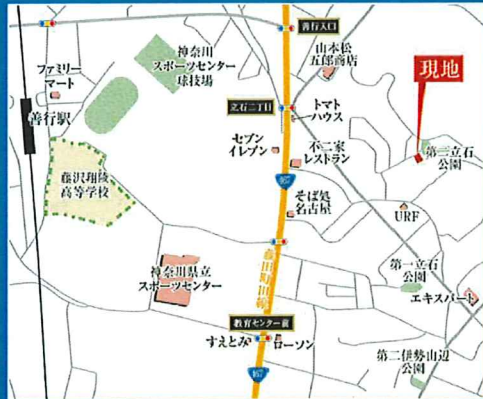 善行入口
神奈川
スポーツセンター
球技場
山本松
五郎商店
ファミリー
マート
現地
立石二丁目
トマト
ハウス
善行駅
セブン
イレブン
不二家
レストラン
第三立石
公園
藤沢翔陵
高等学校
467
そば処
名古屋
URF
藤沢町田線
第一立石
公園
神奈川県立
スポーツセンター
エキスパート
教育センター前
すえとみ
ローソン
第二伊勢山辺
公園
467